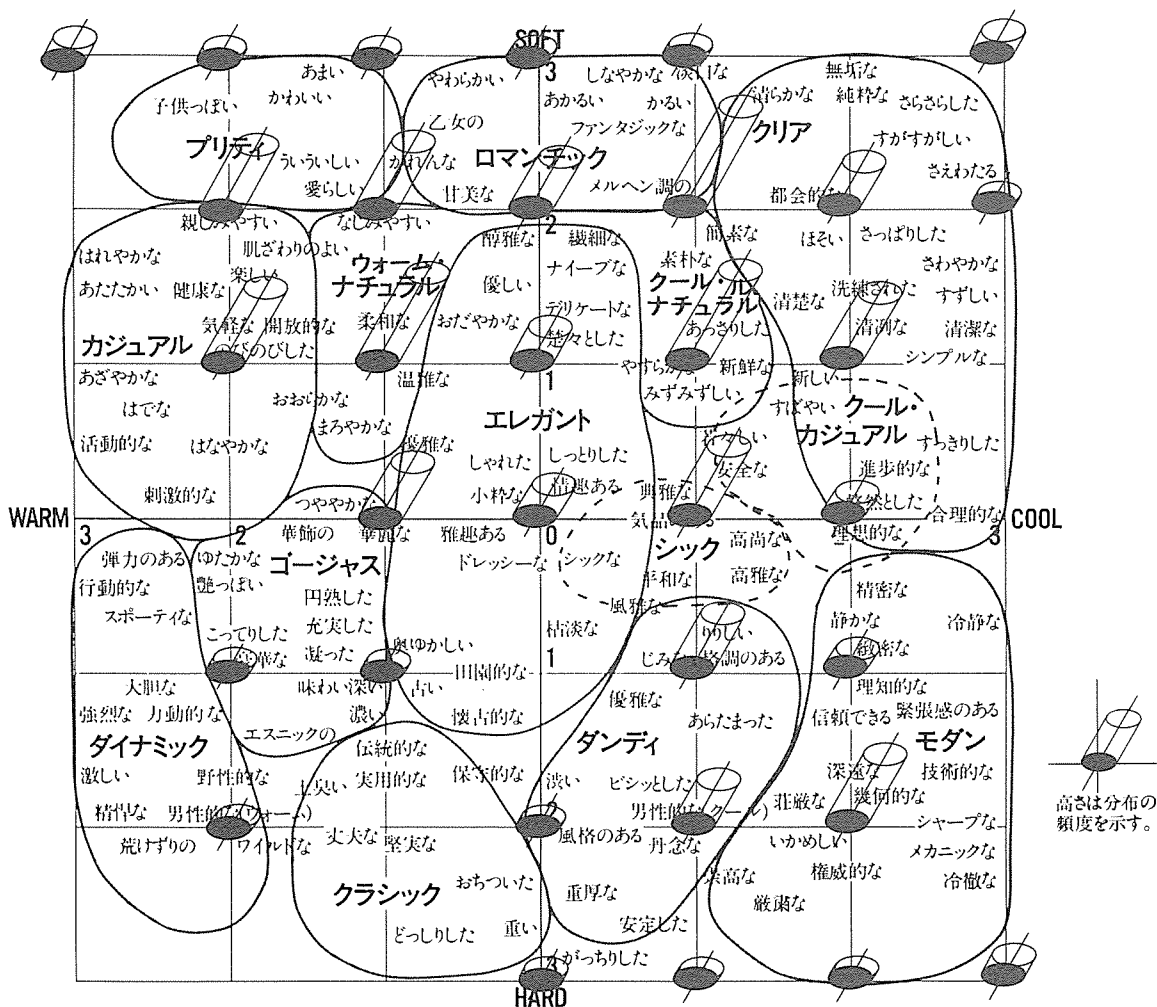 SOFT
3
あまい
やわらかい
しなやかな
無垢な
子供っぽい
かわいい
あかるい
かるい
清らかな
純粋な
さらさらした
乙女の
ファンタジックな
クリア
すがすがしい
プリティ
ういういしい
かれんな
ロマンチック
さえわたる
愛らしい
甘美な
メルヘン調の
都会的な
親しみやすい
なじみやすい
2
醇雅な
繊細な
簡素な
ほそい
さっぱりした
はれやかな
肌ざわりのよい
ウォーム・
ナチュラル
ナイーブな
素朴な
さわやかな
あたたかい
健康な
楽しい
優しい
クール・
ナチュラル
清楚な
洗練された
すずしい
気軽な
開放的な
柔和な
おだやかな
デリケートな
あっさりした
清洌な
清潔な
カジュアル
のびのびした
楚々とした
シンプルな
あざやかな
温雅な
1
やすらかな
新鮮な
新しい
はでな
おおらかな
みずみずしい
すばやい
クール・
カジュアル
活動的な
はなやかな
まろやかな
優雅な
エレガント
若々しい
すっきりした
しゃれた
しっとりした
安全な
進歩的な
刺激的な
つややかな
小粋な
情趣ある
典雅な
悠然とした
WARM
3
2
華飾の
華麗な
雅趣ある
0
合理的な
3
COOL
理想的な
弾力のある
ゆたかな
ゴージャス
ドレッシーな
シックな
シック
高尚な
行動的な
艶っぽい
平和な
高雅な
精密な
スポーティな
円熟した
風雅な
静かな
冷静な
こってりした
充実した
枯淡な
りりしい
豪華な
凝った
奥ゆかしい
1
じみな
格調のある
緻密な
大胆な
味わい深い
古い
田園的な
理知的な
強烈な
力動的な
濃い
懐古的な
優雅な
あらたまった
信頼できる
緊張感のある
ダイナミック
エスニックの
伝統的な
ダンディ
モダン
激しい
野性的な
土臭い
実用的な
保守的な
渋い
ビシッとした
深遠な
技術的な
精悍な
男性的な(ウォーム)
男性的な(クール)
荘厳な
幾何的な
高さは分布の
頻度を示す。
荒けずりの
ワイルドな
丈夫な
堅実な
風格のある
丹念な
いかめしい
シャープな
メカニックな
クラシック
おちついた
重厚な
崇高な
権威的な
冷徹な
厳粛な
どっしりした
重い
安定した
がっちりした
HARD